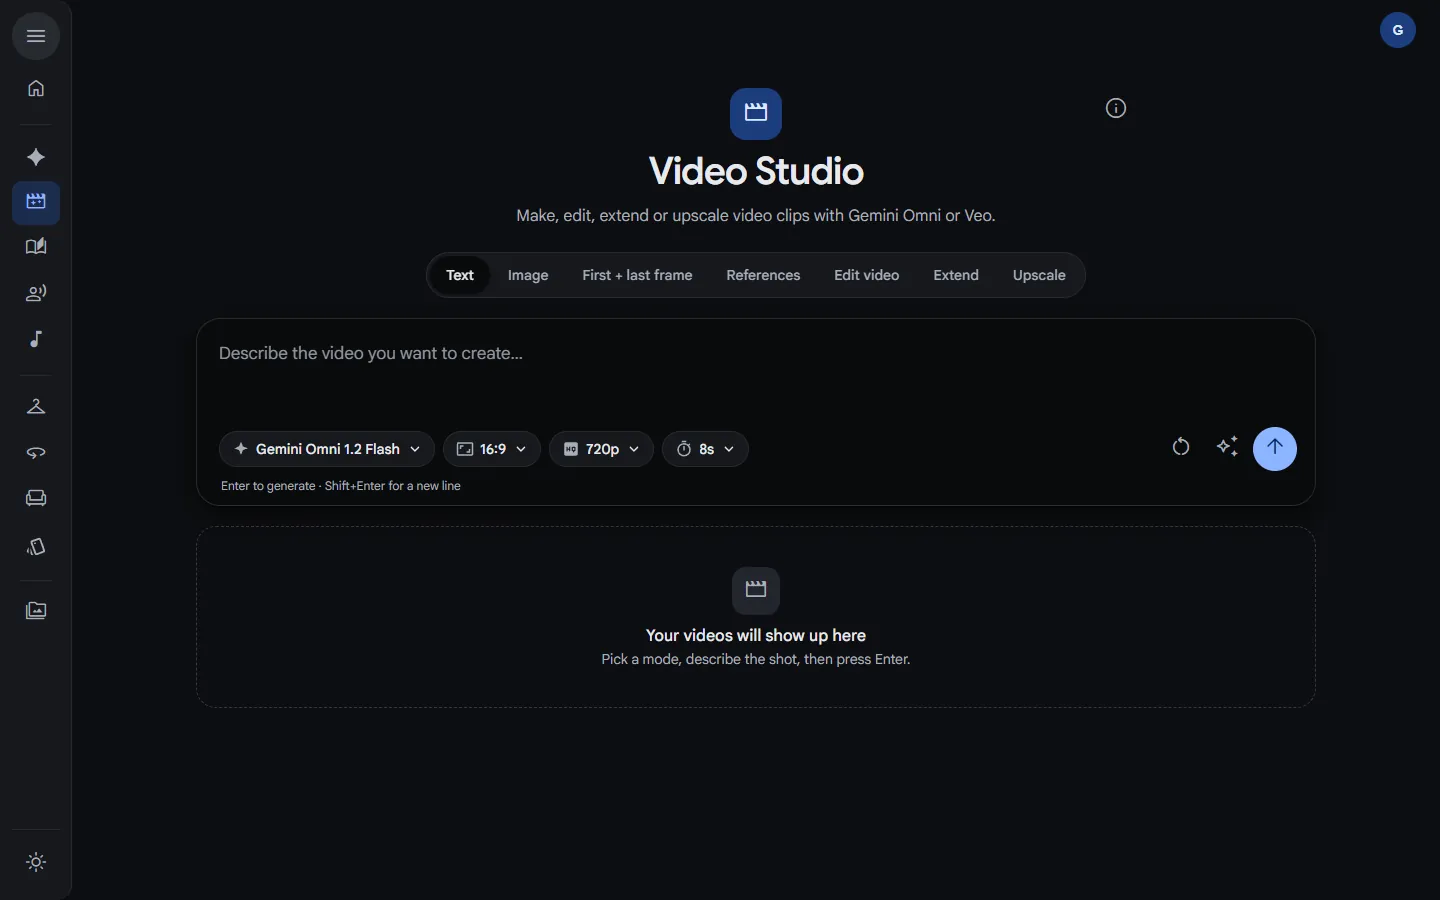 G
Video Studio
Make, edit, extend or upscale video clips with Gemini Omni or Veo.
Text Image First + last frame References Edit video Extend Upscale
Describe the video you want to create...
Gemini Omni 1.2 Flash 16:9 HQ 720p 8s
Enter to generate · Shift+Enter for a new line
Your videos will show up here
Pick a mode, describe the shot, then press Enter.